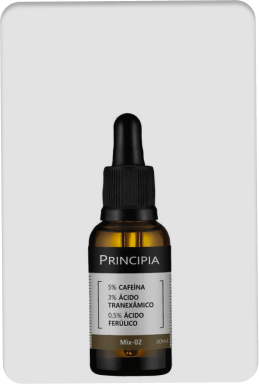 PRINCIPIA
5% CAFEÍNA
3% ÁCIDO
TRANEXÂMICO
0,5% ÁCIDO
FERÚLICO
Mix-02
30ml